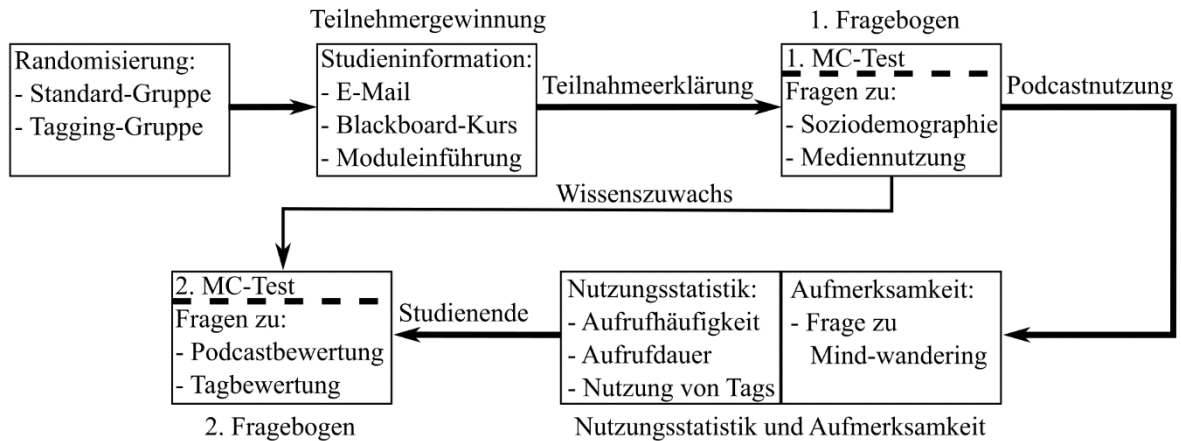 Teilnehmergewinnung
1. Fragebogen
Randomisierung:
- Standard-Gruppe
- Tagging-Gruppe
Studieninformation:
- E-Mail
- Blackboard-Kurs
- Moduleinführung
Teilnahmeerklärung
1. MC-Test
Fragen zu:
- Soziodemographie
- Mediennutzung
Podcastnutzung
Wissenszuwachs
2. MC-Test
Fragen zu:
- Podcastbewertung
- Tagbewertung
Studienende
Nutzungsstatistik:
- Aufrufhäufigkeit
- Aufrufdauer
- Nutzung von Tags
Aufmerksamkeit:
- Frage zu
Mind-wandering
2. Fragebogen
Nutzungsstatistik und Aufmerksamkeit